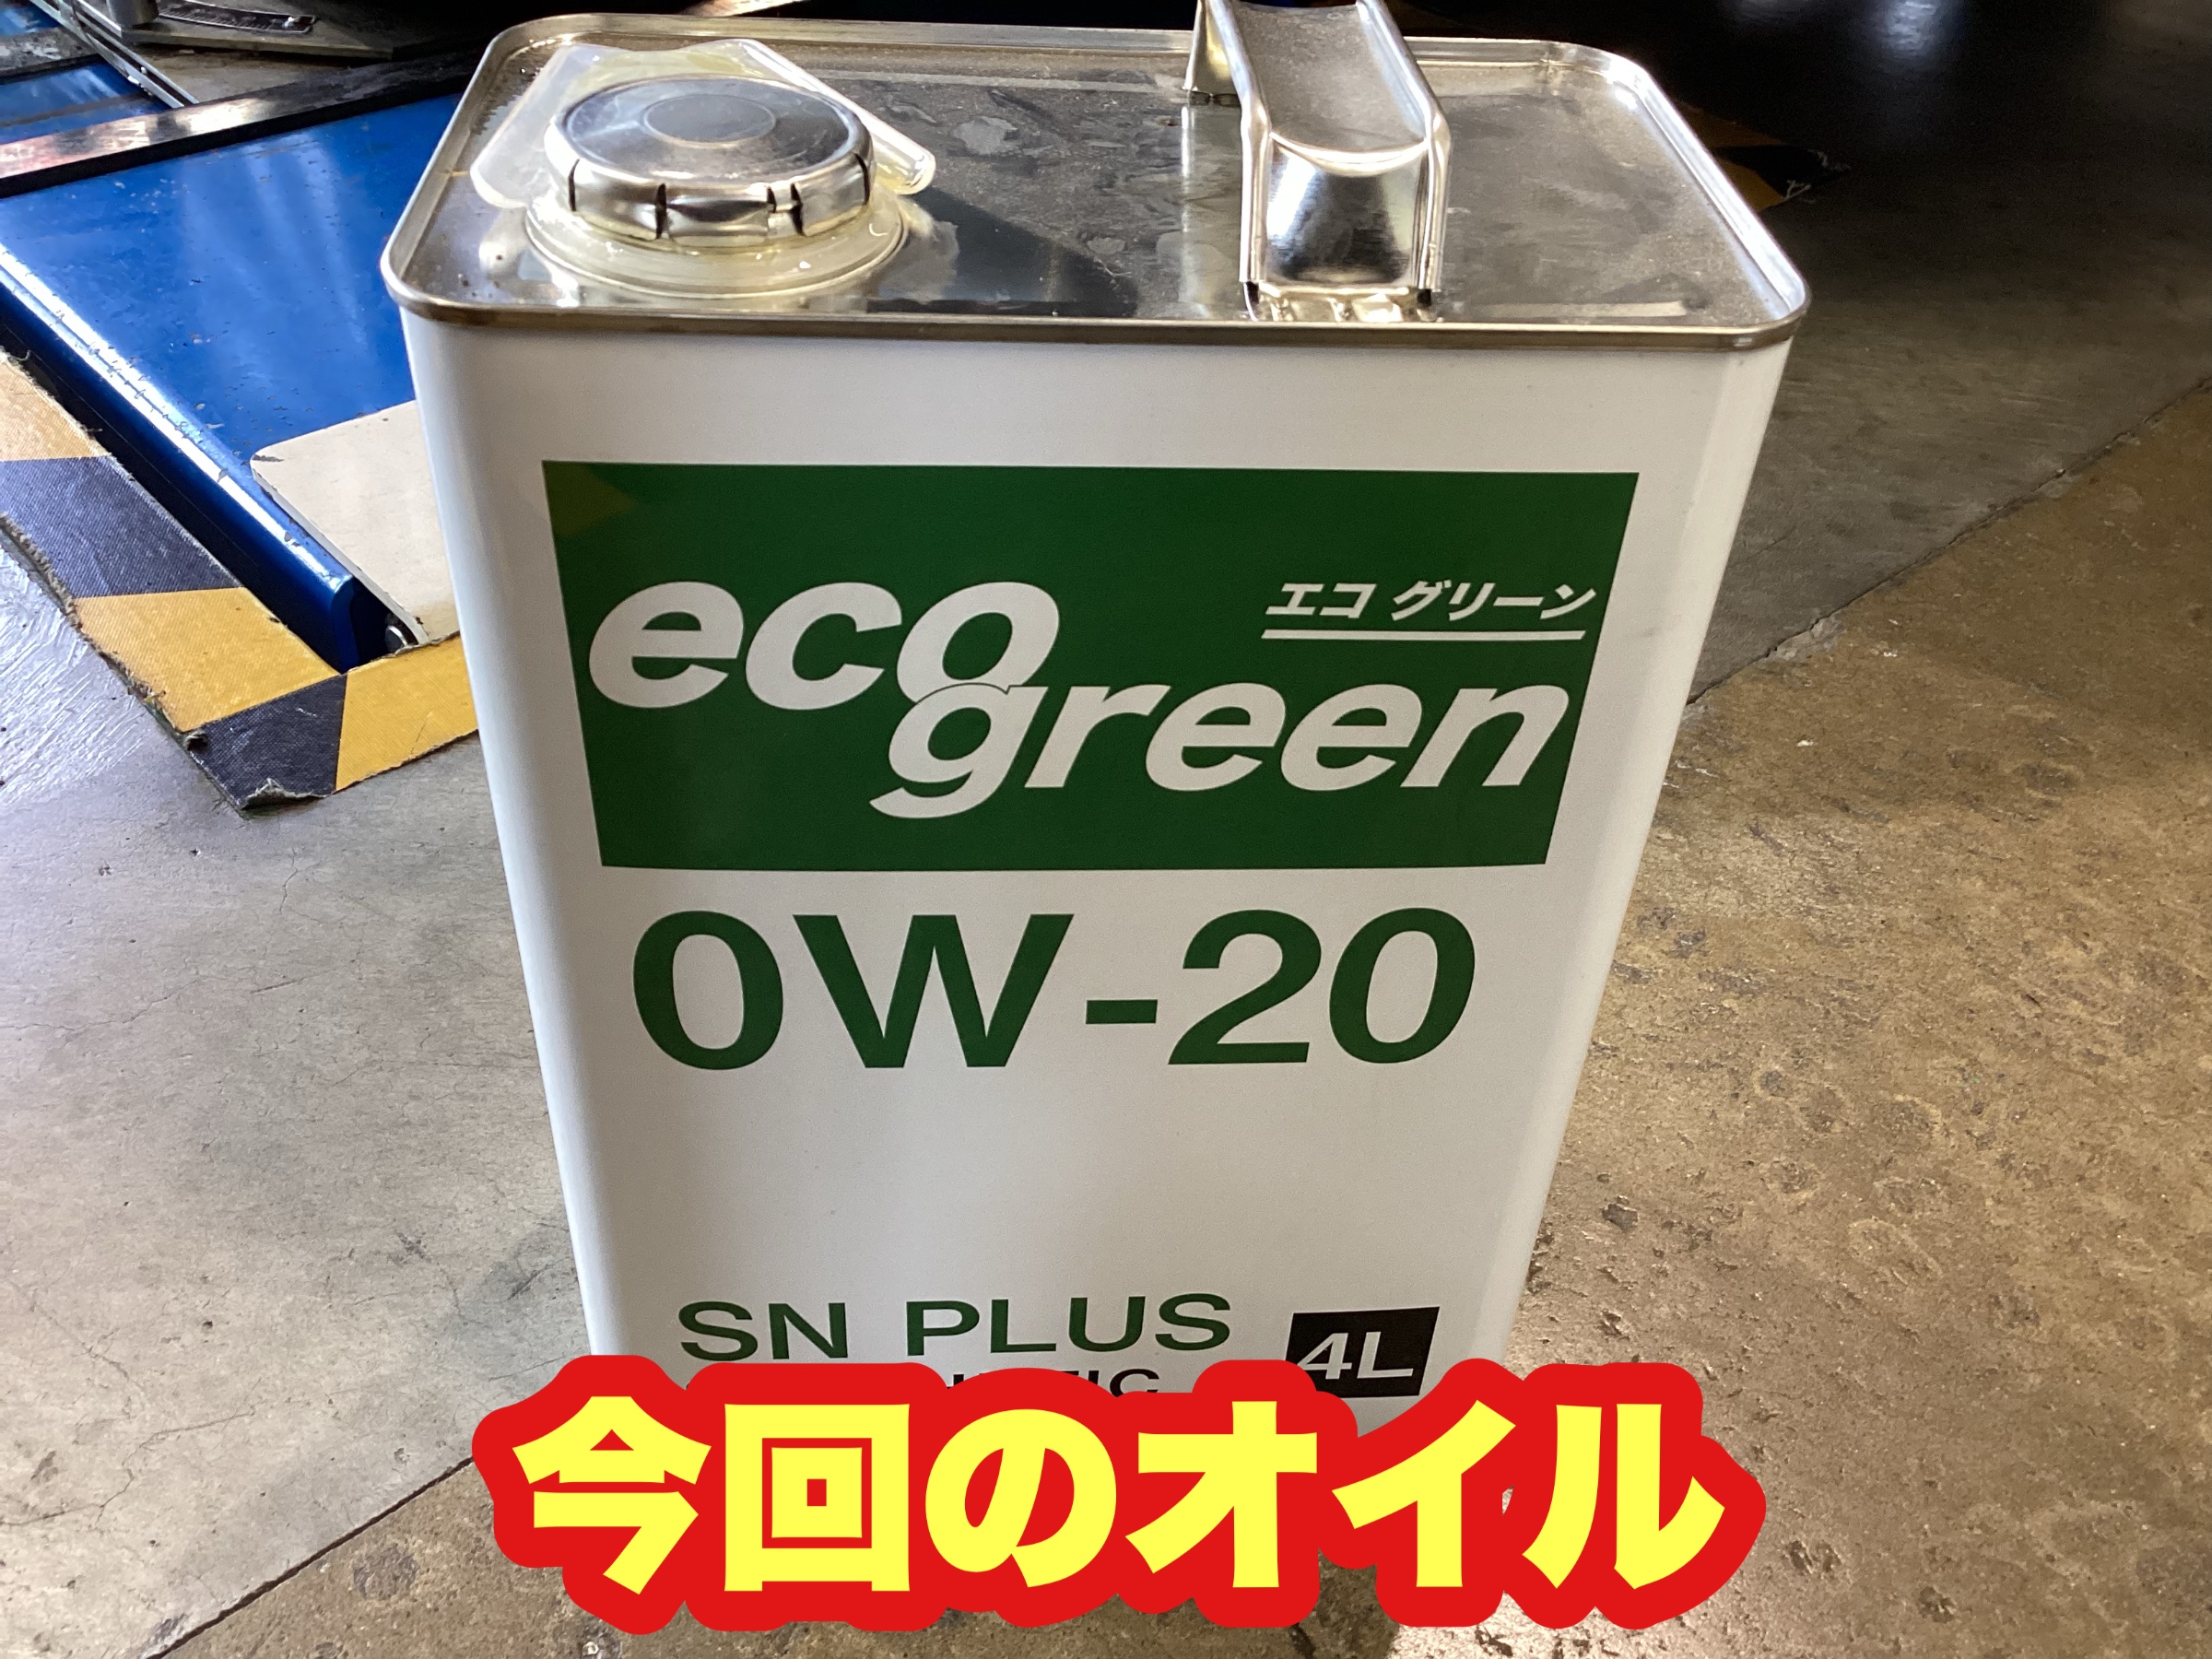 エコ グリーン
eco
green
0W-20
SN PLUS
4L
今回のオイル